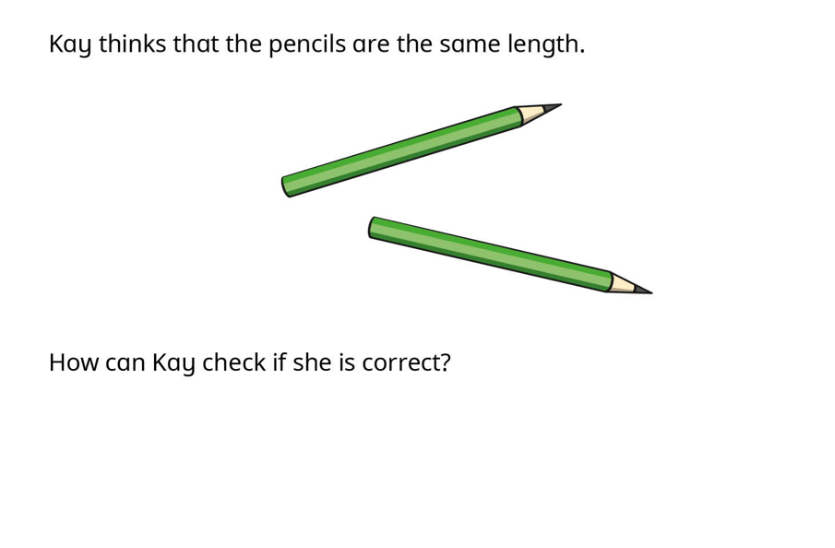 Kay thinks that the pencils are the same length.
How can Kay check if she is correct?